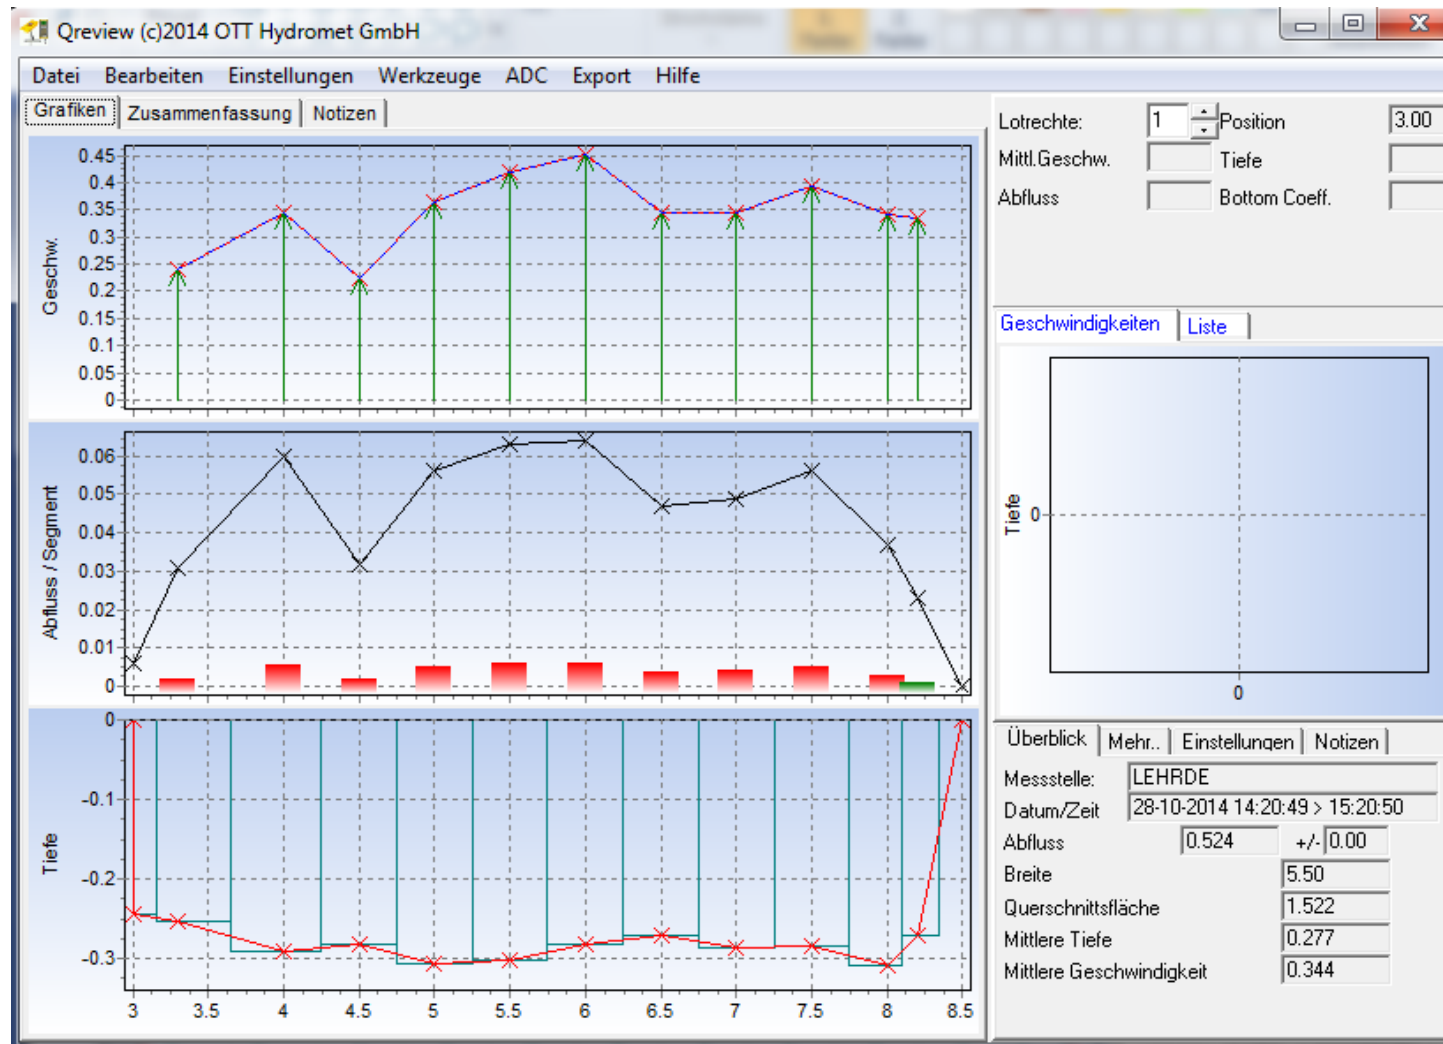 Qreview (c)2014 OTT Hydromet GmbH
Datei Bearbeiten Einstellungen Werkzeuge ADC Export Hilfe
Grafiken Zusammenfassung Notizen
Geschw.
0.45
0.4
0.35
0.3
0.25
0.2
0.15
0.1
0.05
0
Abfluss / Segment
0.06
0.05
0.04
0.03
0.02
0.01
0
Tiefe
0
-0.1
-0.2
-0.3
3 3.5 4 4.5 5 5.5 6 6.5 7 7.5 8 8.5
Lotrechte: 1 Position 3.00
Mittl.Geschw. Tiefe
Abfluss Bottom Coeff.
Geschwindigkeiten Liste
Tiefe
0
0
Überblick Mehr.. Einstellungen Notizen
Messstelle: LEHRDE
Datum/Zeit 28-10-2014 14:20:49 > 15:20:50
Abfluss 0.524 +/- 0.00
Breite 5.50
Querschnittsfläche 1.522
Mittlere Tiefe 0.277
Mittlere Geschwindigkeit 0.344